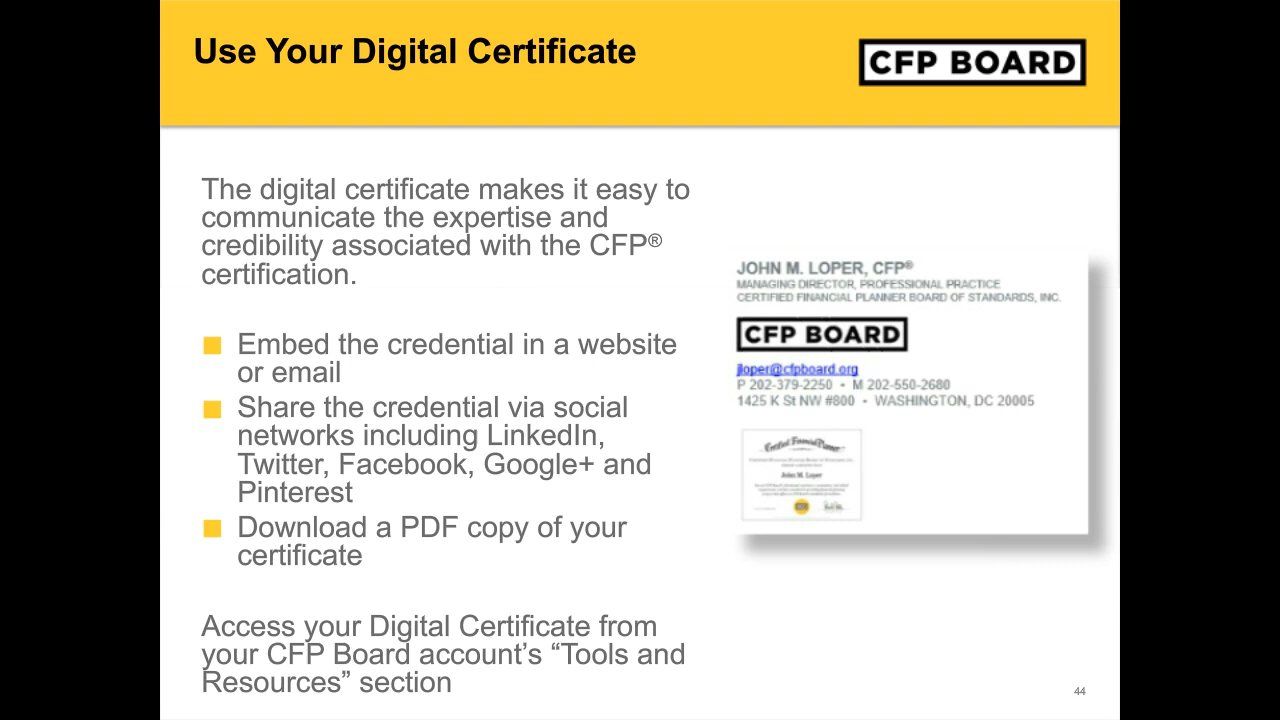 Use Your Digital Certificate
CFP BOARD
The digital certificate makes it easy to
communicate the expertise and
credibility associated with the CFP®
certification.
Embed the credential in a website
or email
Share the credential via social
networks including LinkedIn,
Twitter, Facebook, Google+ and
Pinterest
Download a PDF copy of your
certificate
Access your Digital Certificate from
your CFP Board account’s “Tools and
Resources” section
JOHN M. LOPER, CFP®
MANAGING DIRECTOR, PROFESSIONAL PRACTICE
CERTIFIED FINANCIAL PLANNER BOARD OF STANDARDS, INC.
CFP BOARD
jloper@cfpboard.org
P 202-379-2250 • M 202-550-2680
1425 K St NW #800 • WASHINGTON, DC 20005
Certified Financial Planner
John M. Loper
44